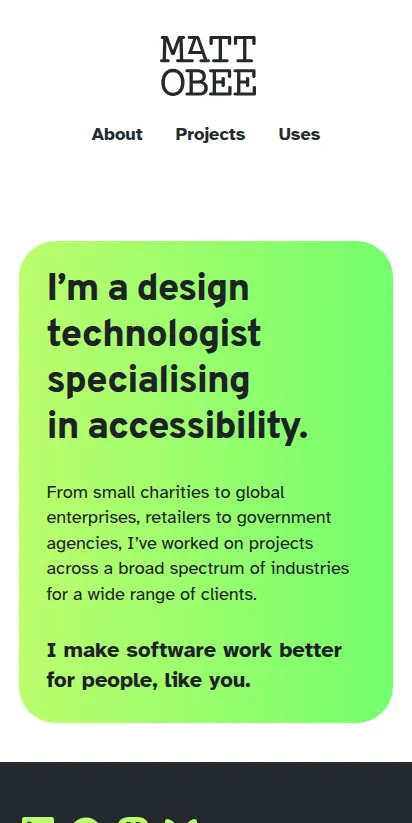 MATT
OBEE
About Projects Uses
I’m a design
technologist
specialising
in accessibility.
From small charities to global
enterprises, retailers to government
agencies, I’ve worked on projects
across a broad spectrum of industries
for a wide range of clients.
I make software work better
for people, like you.